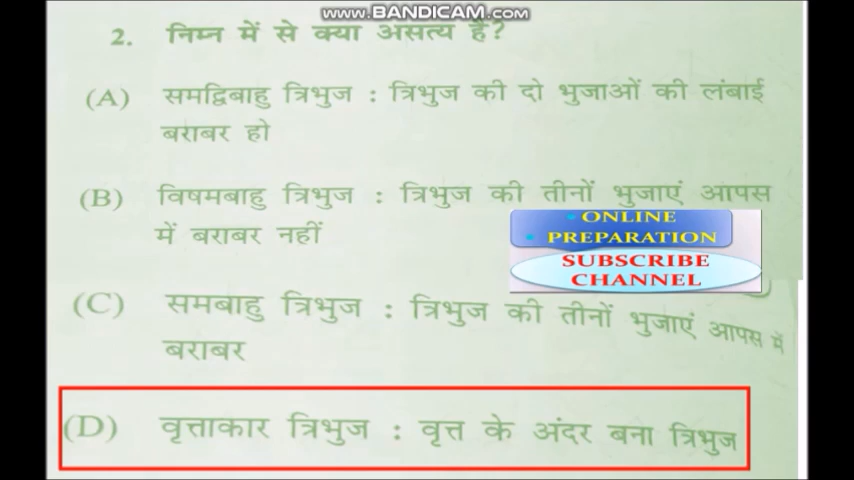 www.BANDICAM.com
2. निम्न में से क्या असत्य हैं?
(A) समद्विबाहु त्रिभुज : त्रिभुज की दो भुजाओं की लंबाई
बराबर हो
(B) विषमबाहु त्रिभुज : त्रिभुज की तीनों भुजाएं आपस
में बराबर नहीं
• ONLINE
• PREPARATION
SUBSCRIBE
CHANNEL
(C) समबाहु त्रिभुज : त्रिभुज की तीनों भुजाएं आपस में
बराबर
(D) वृत्ताकार त्रिभुज : वृत्त के अंदर बना त्रिभुज